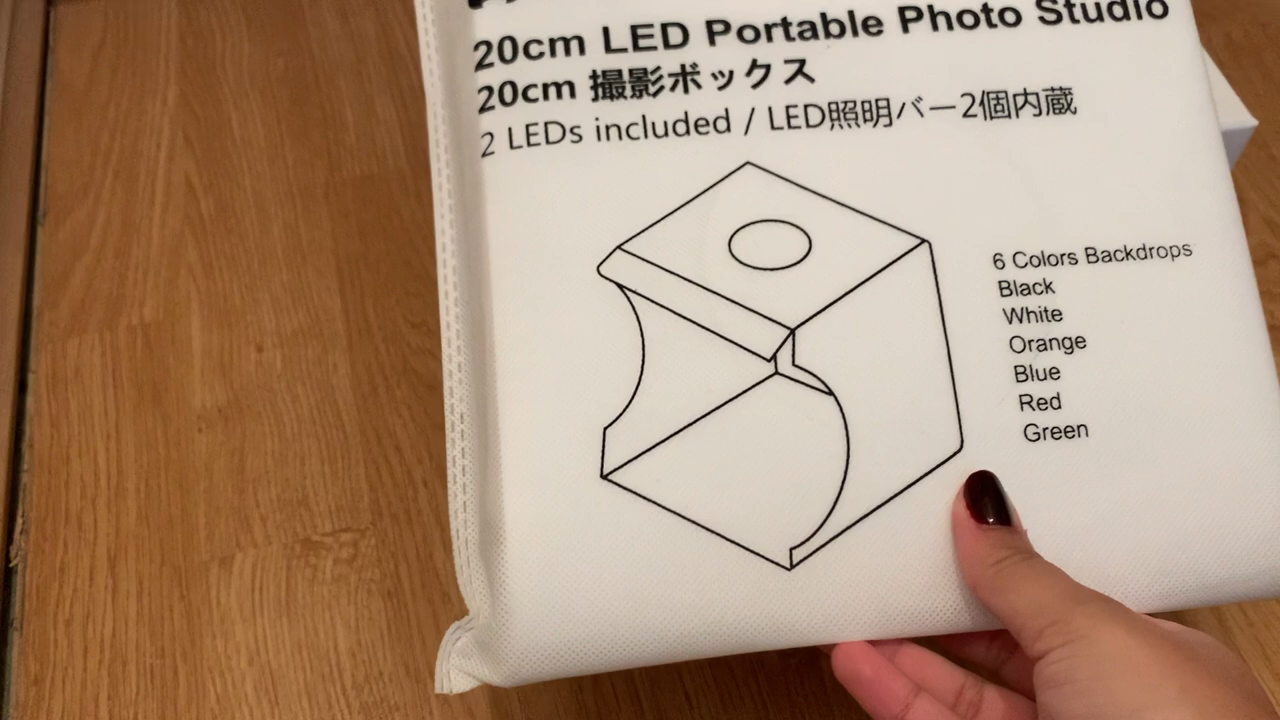 20cm LED Portable Photo Studio
20cm 撮影ボックス
2 LEDs included / LED照明バー2個内蔵
6 Colors Backdrops
Black
White
Orange
Blue
Red
Green